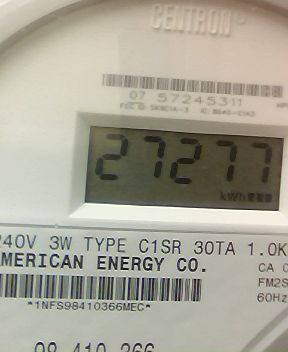 CENTRON®
07 57245311
27277
kWh
240V 3W TYPE C1SR 30TA 1.0K
AMERICAN ENERGY CO.
CA 0
FM2S
60Hz
*1NFS98410366MEC*
98 410 366